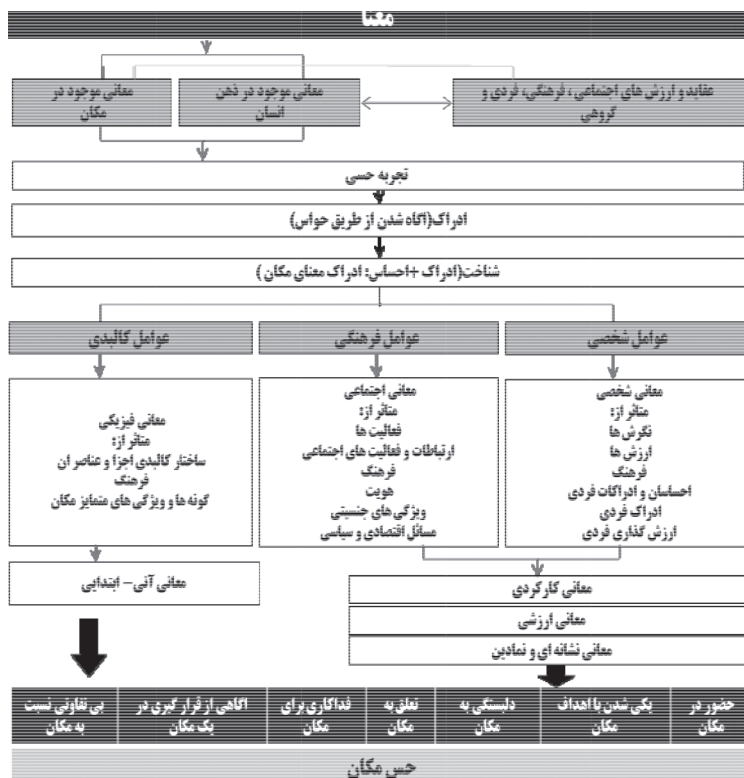 معنا
عقاید و ارزش های اجتماعی، فرهنگی، فردی و
گروهی
معانی موجود در ذهن
انسان
معانی موجود در
مکان
تجربه حسی
ادراک(آگاه شدن از طریق حواس)
شناخت(ادراک +احساس: ادراک معنای مکان )
عوامل شخصی
عوامل فرهنگی
عوامل کالبدی
معانی شخصی
متاثر از:
نگرش ها
ارزش ها
فرهنگ
احساسان و ادراکات فردی
ادراک فردی
ارزش گذاری فردی
معانی اجتماعی
متاثر از:
فعالیت ها
ارتباطات و فعالیت های اجتماعی
فرهنگ
هویت
ویژگی های جنسیتی
مسائل اقتصادی و سیاسی
معانی فیزیکی
متاثر از:
ساختار کالبدی اجزا و عناصر ان
فرهنگ
گونه ها و ویژگی های متمایز مکان
معانی کارکردی
معانی ارزشی
معانی نشانه ای و نمادین
معانی آنی- ابتدایی
حضور در
مکان
یکی شدن با اهداف
مکان
دلبستگی به
مکان
تعلق به
مکان
فداکاری برای
مکان
آگاهی از قرار گیری در
یک مکان
بی تفاوتی نسبت
به مکان
حس مکان